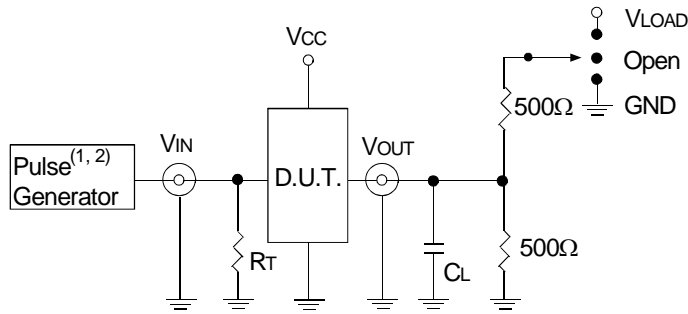 VLOAD
VCC
Open
500Ω
GND
VIN
VOUT
Pulse(1, 2)
Generator
D.U.T.
RT
CL
500Ω